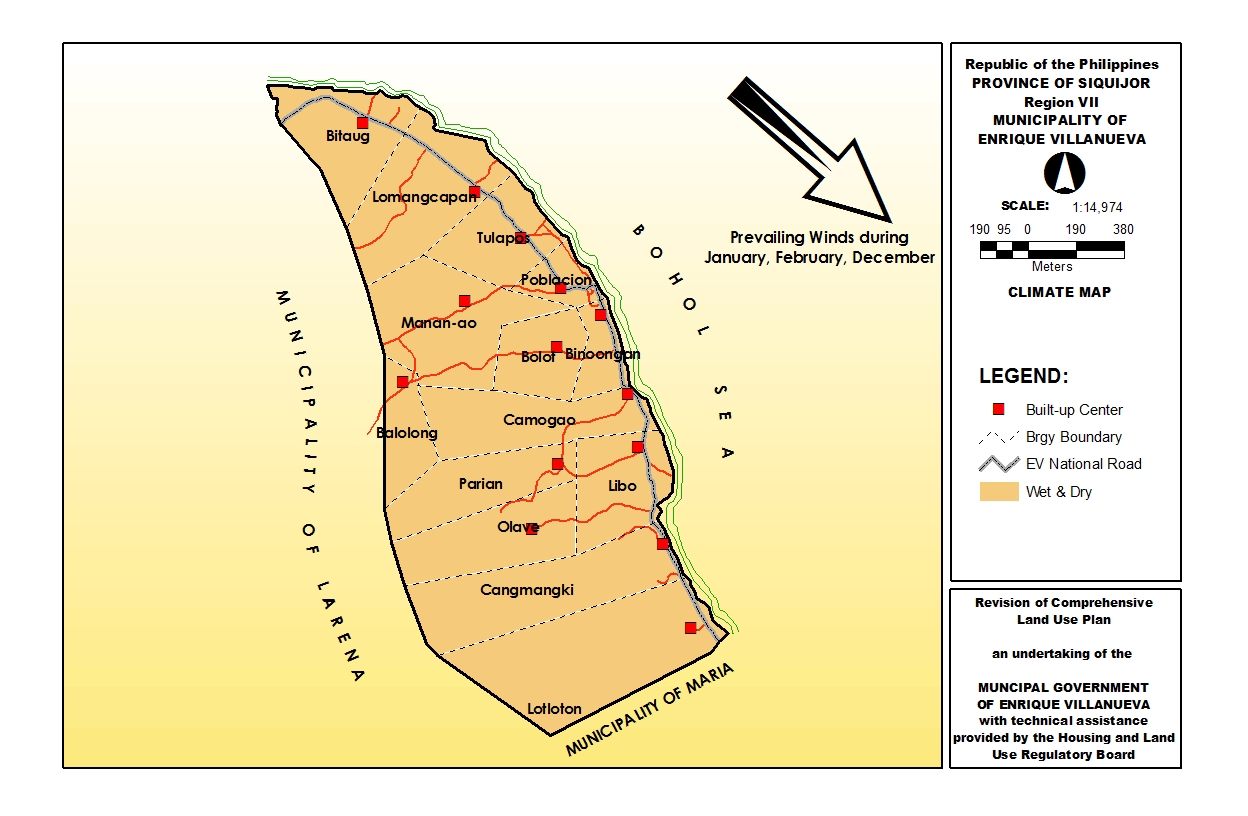 Bitaug
Lomangcapan
Tulapos
Poblacion
Manan-ao
Bolot
Binoongan
Camogao
Balolong
Parian
Libo
Olave
Cangmangki
Lotloton
MUNICIPALITY OF LARENA
MUNICIPALITY OF MARIA
BOHOL SEA
Prevailing Winds during
January, February, December
Republic of the Philippines
PROVINCE OF SIQUIJOR
Region VII
MUNICIPALITY OF
ENRIQUE VILLANUEVA
SCALE: 1:14,974
190 95 0 190 380
Meters
CLIMATE MAP
LEGEND:
Built-up Center
Brgy Boundary
EV National Road
Wet & Dry
Revision of Comprehensive
Land Use Plan
an undertaking of the
MUNCIPAL GOVERNMENT
OF ENRIQUE VILLANUEVA
with technical assistance
provided by the Housing and Land
Use Regulatory Board